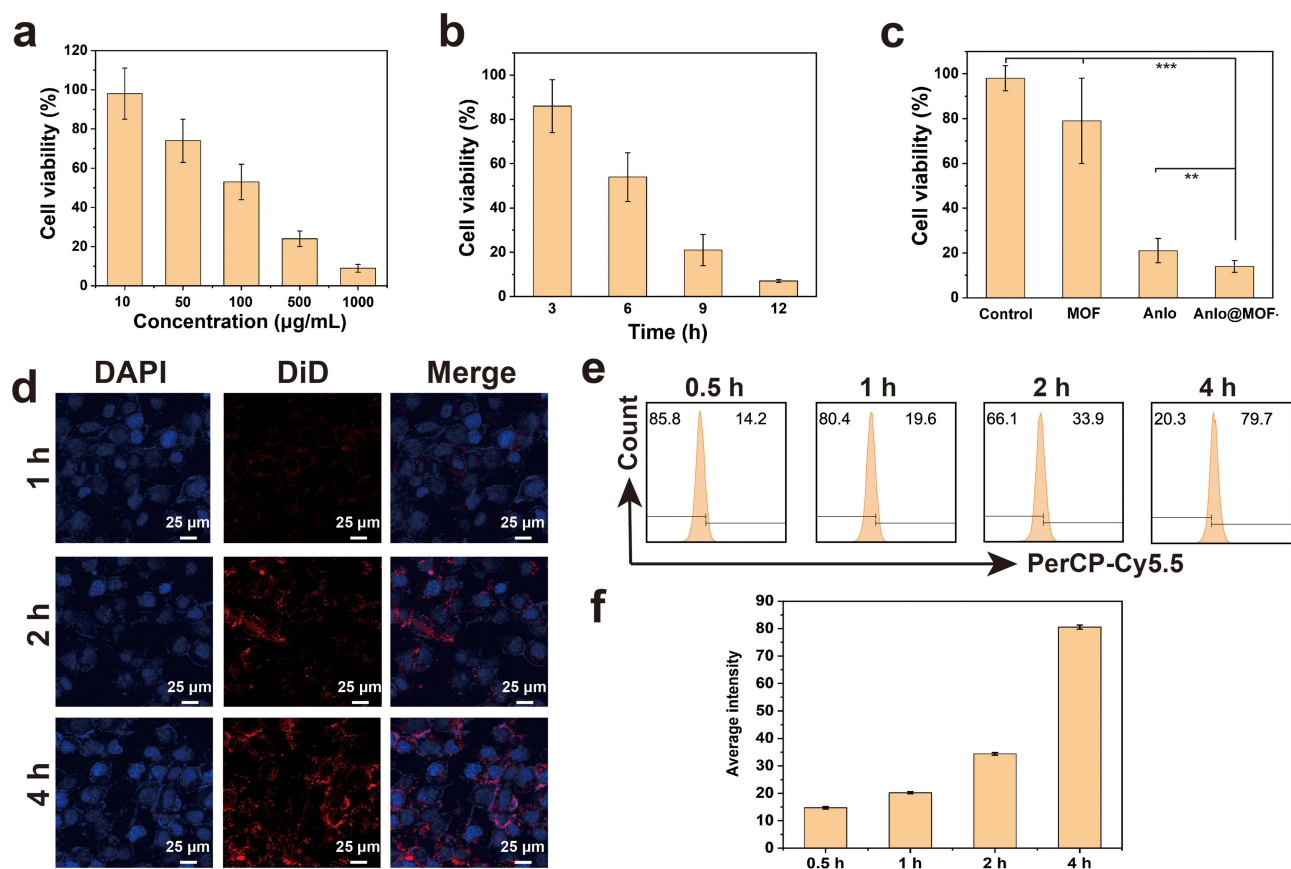 a
120
100
80
60
40
20
0
Cell viability (%)
10 50 100 500 1000
Concentration (μg/mL)
b
100
80
60
40
20
0
Cell viability (%)
3 6 9 12
Time (h)
c
100
80
60
40
20
0
Cell viability (%)
***
**
Control MOF Anlo Anlo@MOF-
d
DAPI DiD Merge
1 h
25 μm 25 μm 25 μm
2 h
25 μm 25 μm 25 μm
4 h
25 μm 25 μm 25 μm
e
0.5 h 1 h 2 h 4 h
85.8 14.2 80.4 19.6 66.1 33.9 20.3 79.7
Count
PerCP-Cy5.5
f
90
80
70
60
50
40
30
20
10
0
Average intensity
0.5 h 1 h 2 h 4 h